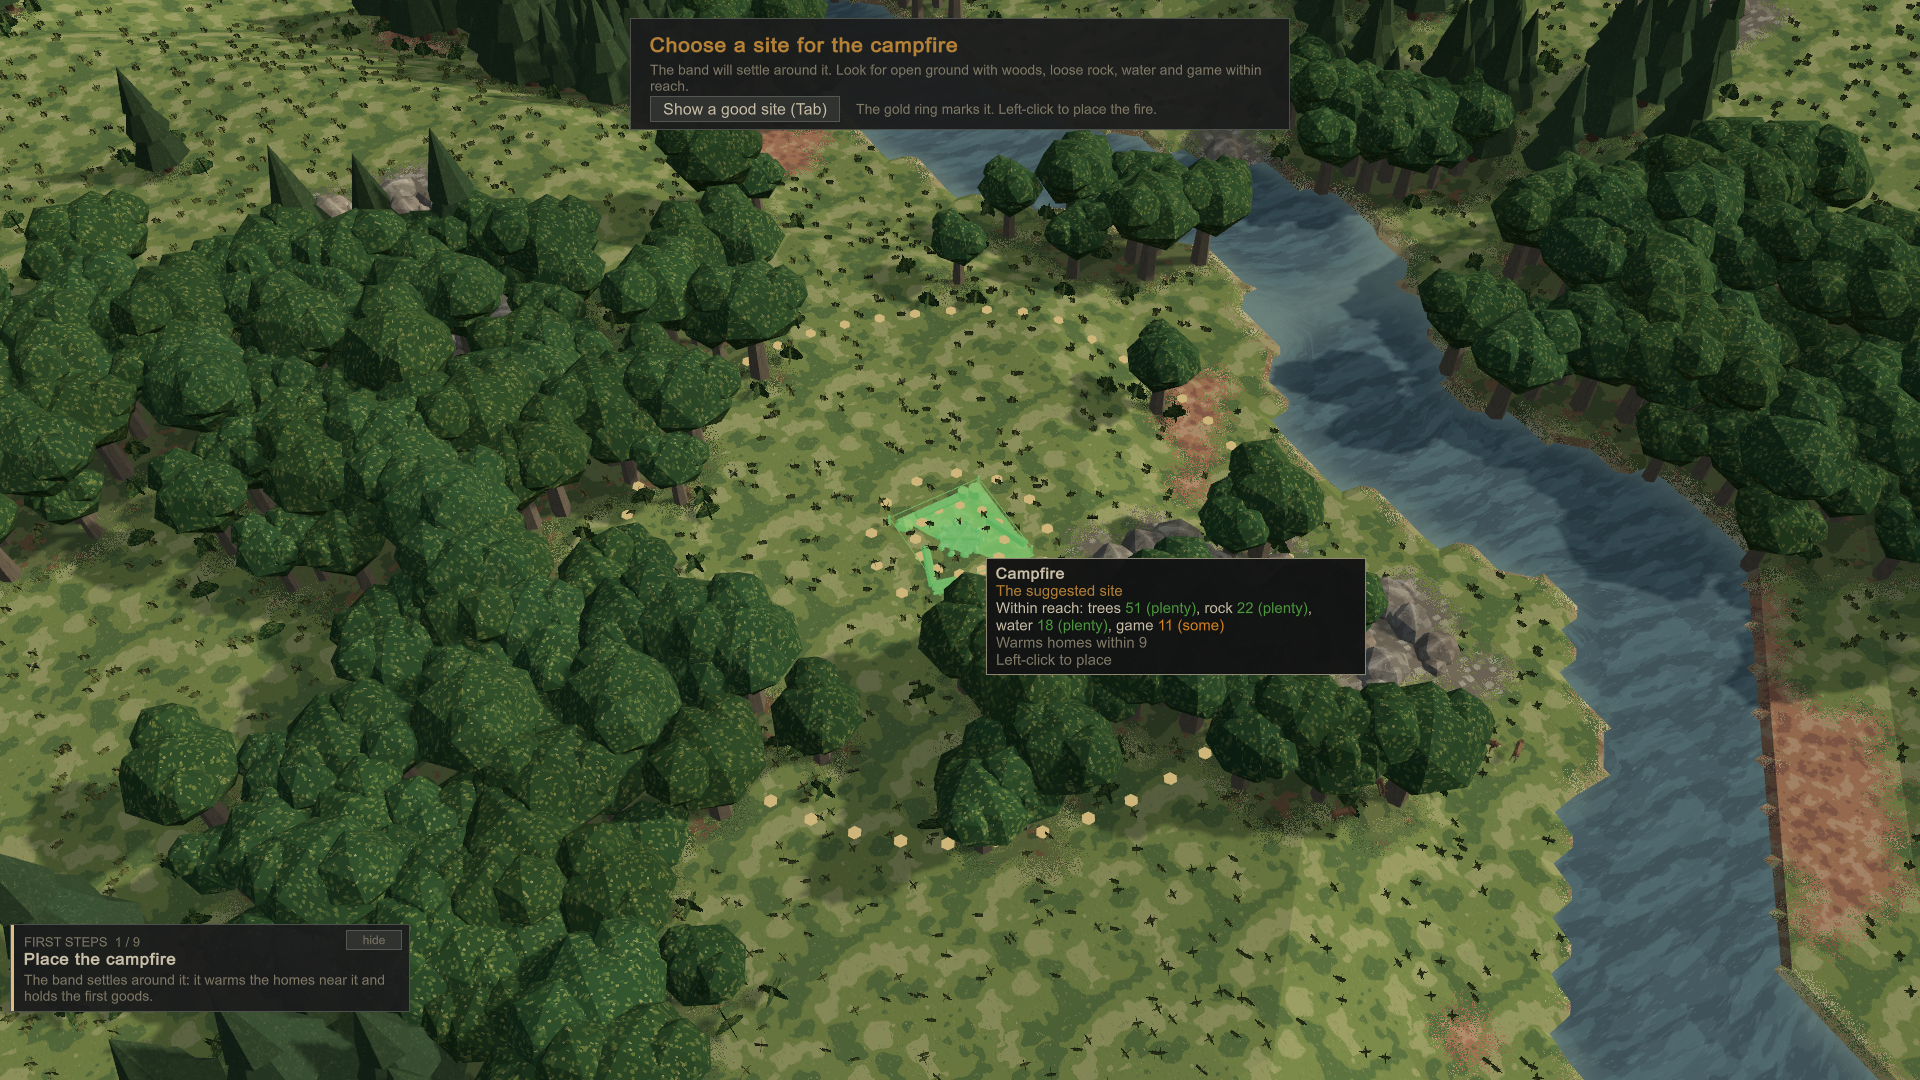 Choose a site for the campfire
The band will settle around it. Look for open ground with woods, loose rock, water and game within
reach.
Show a good site (Tab)
The gold ring marks it. Left-click to place the fire.
Campfire
The suggested site
Within reach: trees 51 (plenty), rock 22 (plenty),
water 18 (plenty), game 11 (some)
Warms homes within 9
Left-click to place
FIRST STEPS 1 / 9
hide
Place the campfire
The band settles around it: it warms the homes near it and
holds the first goods.